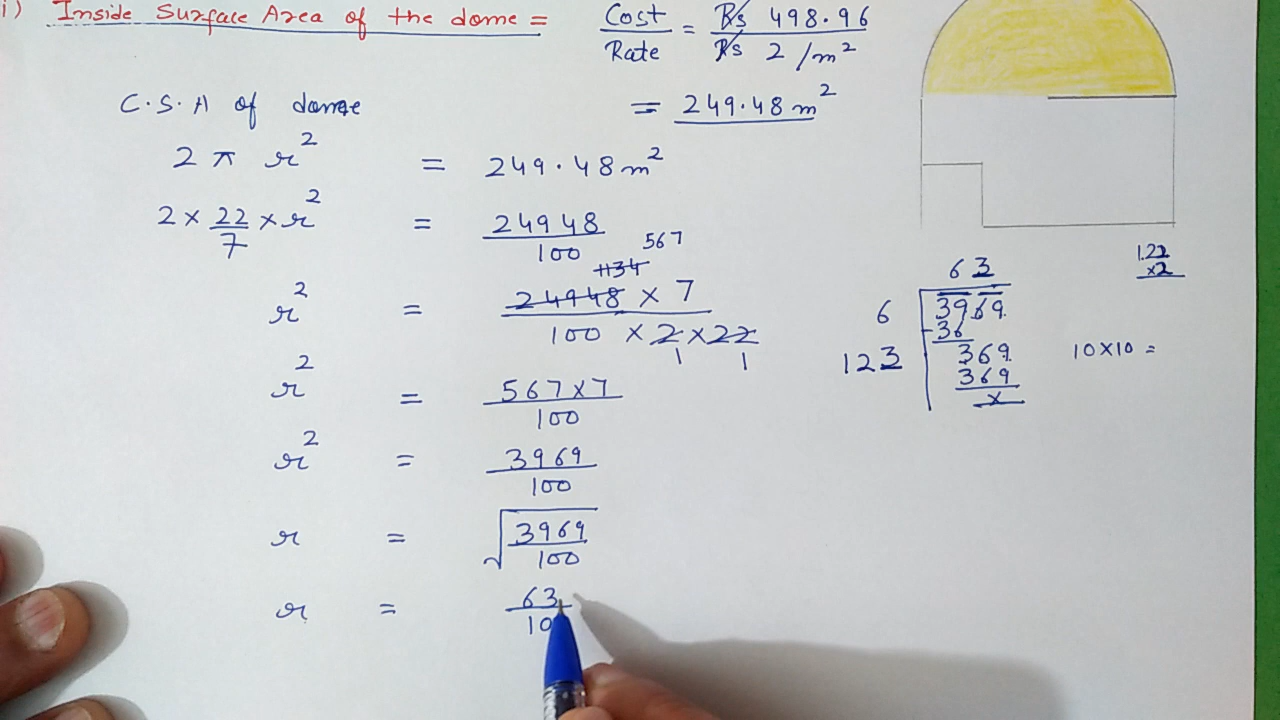 i) Inside Surface Area of the dome = Cost/Rate = Rs 498.96 / Rs 2 /m²
C.S.A of dome = 249.48 m²
2 π r² = 249.48 m²
2 × 22/7 × r² = 24948/100
567
1134
r² = 24948 × 7 / 100 × 2 × 22
1 1
r² = 567 × 7 / 100
r² = 3969/100
r = √3969/100
r = 63/10
63
6 3969
-36
123 369
369
x
1.22
×2
10×10 =